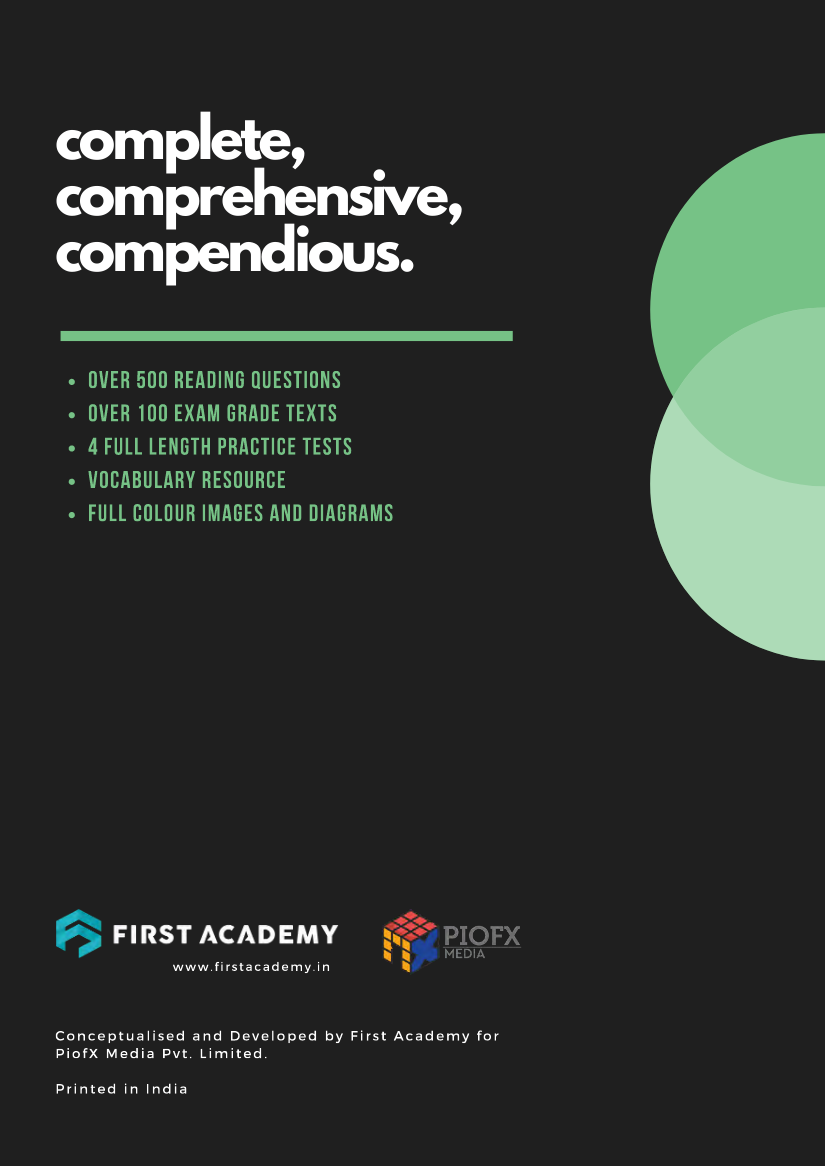 complete,
comprehensive,
compendious.
OVER 500 READING QUESTIONS
OVER 100 EXAM GRADE TEXTS
4 FULL LENGTH PRACTICE TESTS
VOCABULARY RESOURCE
FULL COLOUR IMAGES AND DIAGRAMS
FIRST ACADEMY
www.firstacademy.in
PIOFX
MEDIA
Conceptualised and Developed by First Academy for
PiofX Media Pvt. Limited.
Printed in India